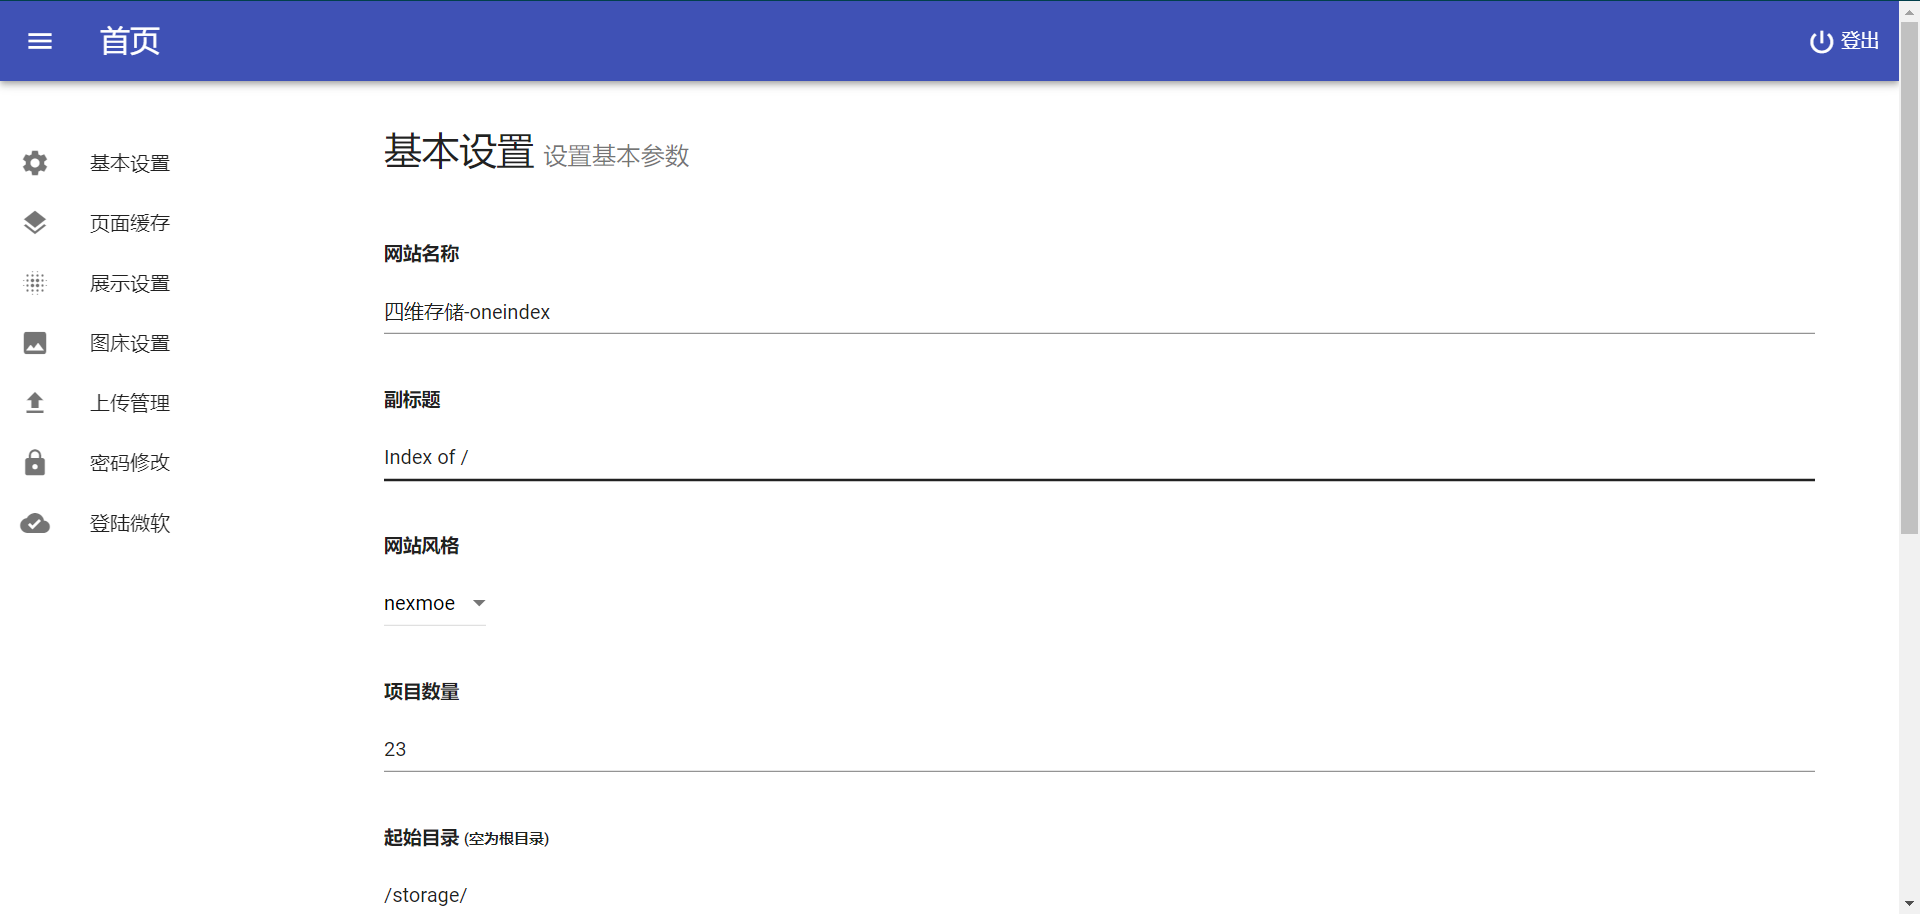 首页
登出
基本设置
页面缓存
展示设置
图床设置
上传管理
密码修改
登陆微软
基本设置 设置基本参数
网站名称
四维存储-oneindex
副标题
Index of /
网站风格
nexmoe
项目数量
23
起始目录 (空为根目录)
/storage/